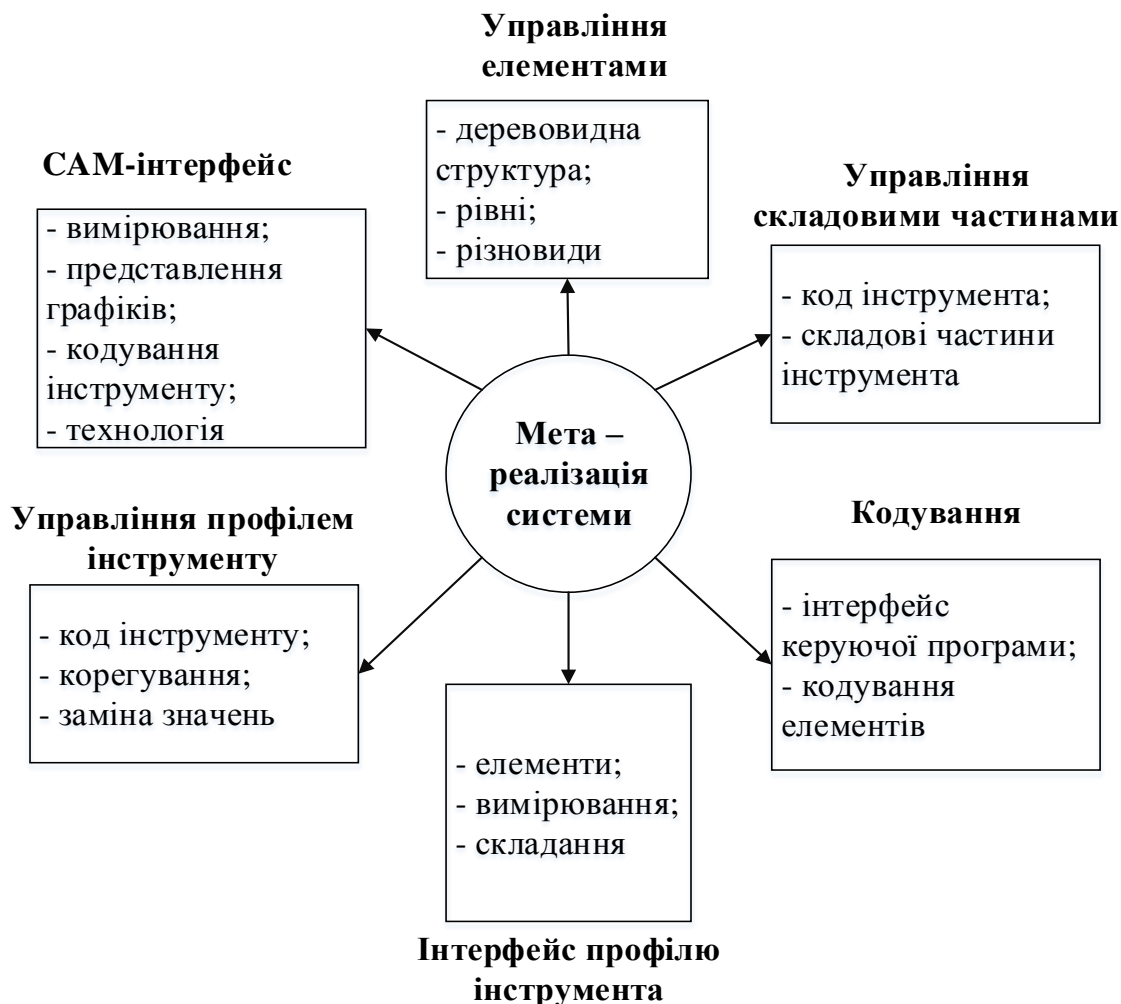 Управління
елементами
- деревовидна
структура;
- рівні;
- різновиди
САМ-інтерфейс
- вимірювання;
- представлення
графіків;
- кодування
інструменту;
- технологія
Управління
складовими частинами
- код інструмента;
- складові частини
інструмента
Мета –
реалізація
системи
Управління профілем
інструменту
- код інструменту;
- корегування;
- заміна значень
Кодування
- інтерфейс
керуючої програми;
- кодування
елементів
- елементи;
- вимірювання;
- складання
Інтерфейс профілю
інструмента